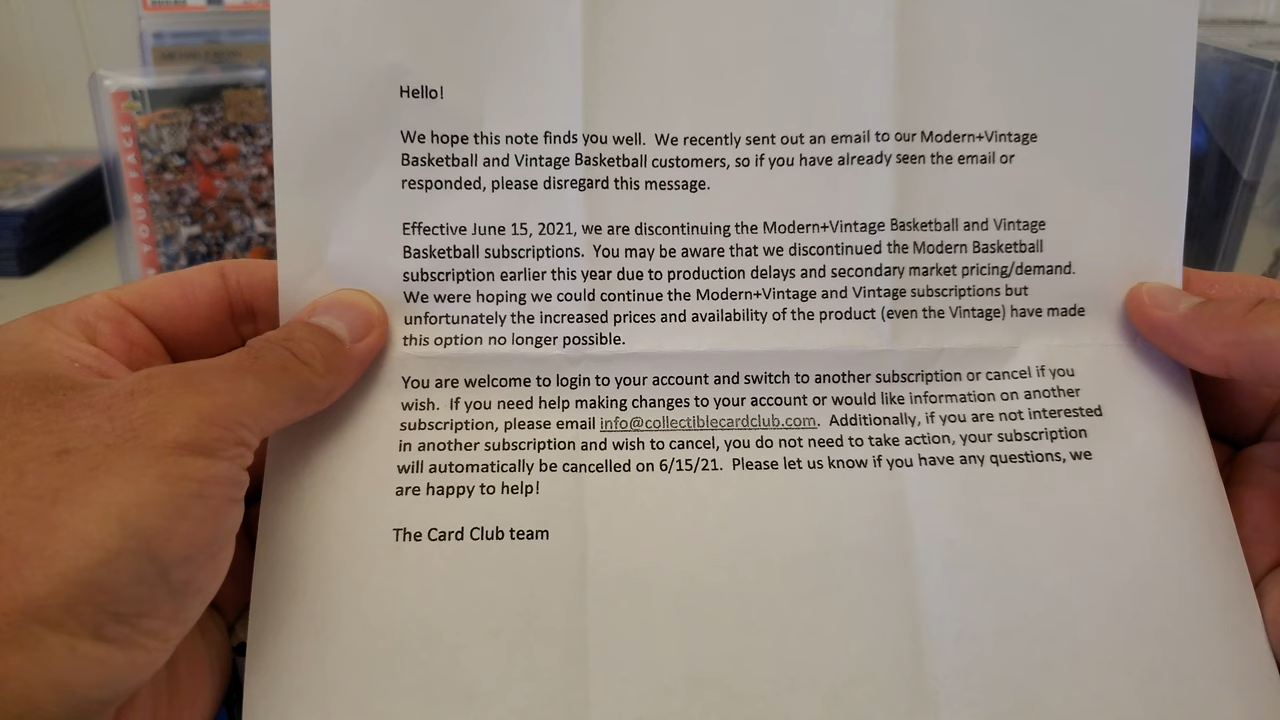 YOUR FACE
Hello!
We hope this note finds you well. We recently sent out an email to our Modern+Vintage
Basketball and Vintage Basketball customers, so if you have already seen the email or
responded, please disregard this message.
Effective June 15, 2021, we are discontinuing the Modern+Vintage Basketball and Vintage
Basketball subscriptions. You may be aware that we discontinued the Modern Basketball
subscription earlier this year due to production delays and secondary market pricing/demand.
We were hoping we could continue the Modern+Vintage and Vintage subscriptions but
unfortunately the increased prices and availability of the product (even the Vintage) have made
this option no longer possible.
You are welcome to login to your account and switch to another subscription or cancel if you
wish. If you need help making changes to your account or would like information on another
subscription, please email info@collectiblecardclub.com. Additionally, if you are not interested
in another subscription and wish to cancel, you do not need to take action, your subscription
will automatically be cancelled on 6/15/21. Please let us know if you have any questions, we
are happy to help!
The Card Club team